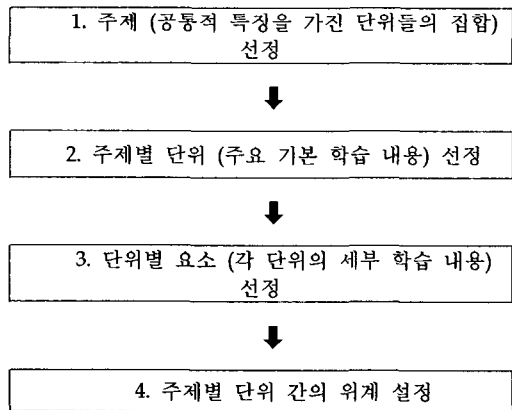 1. 주제 (공통적 특징을 가진 단위들의 집합)
선정
2. 주제별 단위 (주요 기본 학습 내용) 선정
3. 단위별 요소 (각 단위의 세부 학습 내용)
선정
4. 주제별 단위 간의 위계 설정